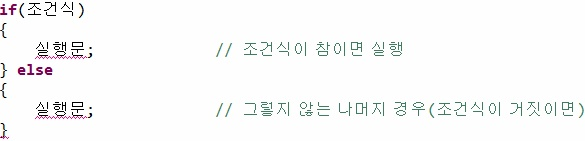 if(조건식)
{
    실행문;                // 조건식이 참이면 실행
} else
{
    실행문;                // 그렇지 않는 나머지 경우(조건식이 거짓이면)
}